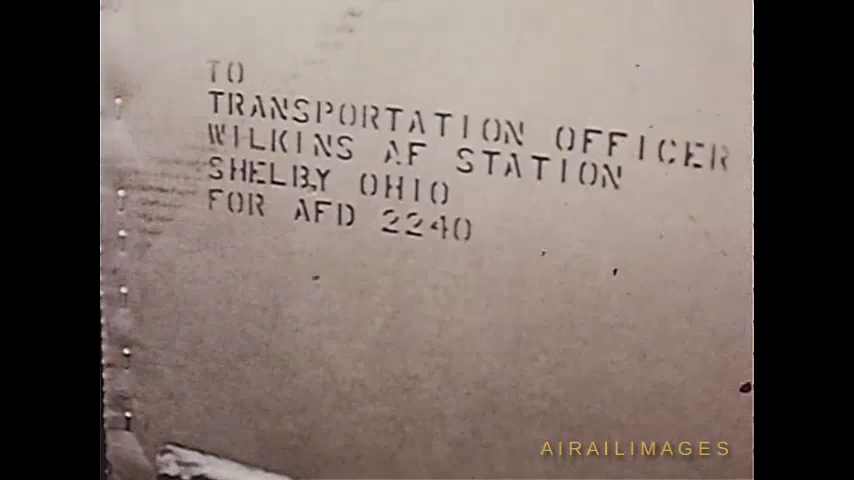 TO
TRANSPORTATION OFFICER
WILKINS AF STATION
SHELBY OHIO
FOR AFD 2240
AIRAILIMAGES